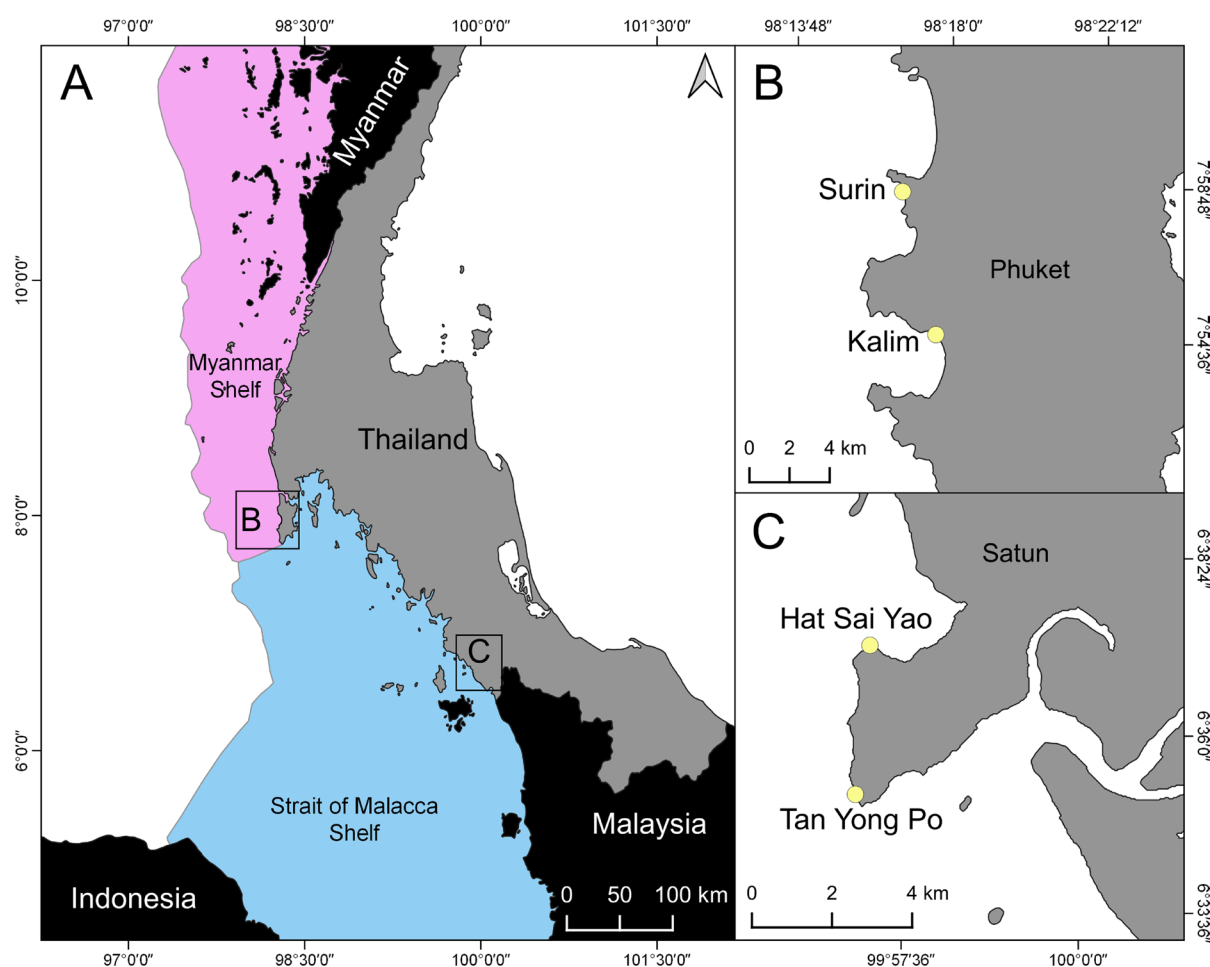 97°0′0″ 98°30′0″ 100°0′0″ 101°30′0″ 98°13′48″ 98°18′0″ 98°22′12″
A
Myanmar
10°0′0″
Myanmar
Shelf
Thailand
8°0′0″
B
C
6°0′0″
Strait of Malacca
Shelf
Malaysia
Indonesia
0 50 100 km
97°0′0″ 98°30′0″ 100°0′0″ 101°30′0″
B
Surin
7°58′48″
Phuket
Kalim
7°54′36″
0 2 4 km
C
Satun
6°38′24″
Hat Sai Yao
6°36′0″
Tan Yong Po
0 2 4 km
6°33′36″
99°57′36″ 100°0′0″